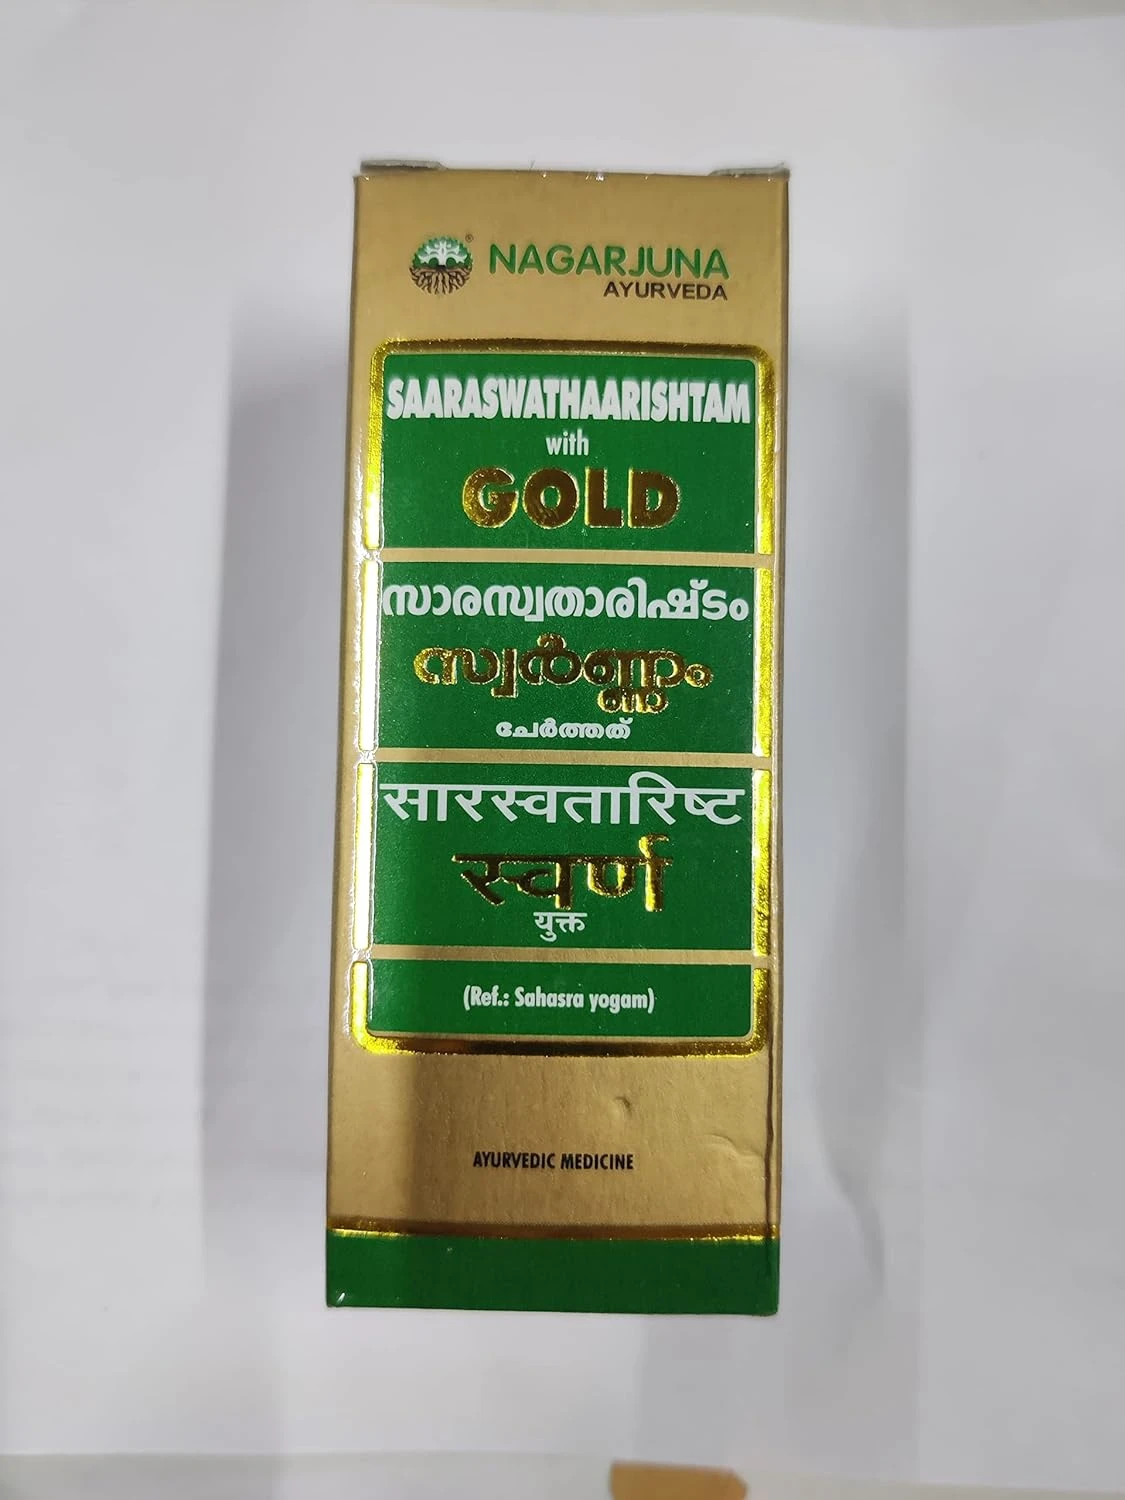 NAGARJUNA
AYURVEDA
SAARASWATHAARISHTAM
with
GOLD
സാരസ്വതാരിഷ്ടം
സ്വർണ്ണം
ചേർത്തത്
सारस्वतारिष्ट
स्वर्ण
युक्त
(Ref.: Sahasra yogam)
AYURVEDIC MEDICINE